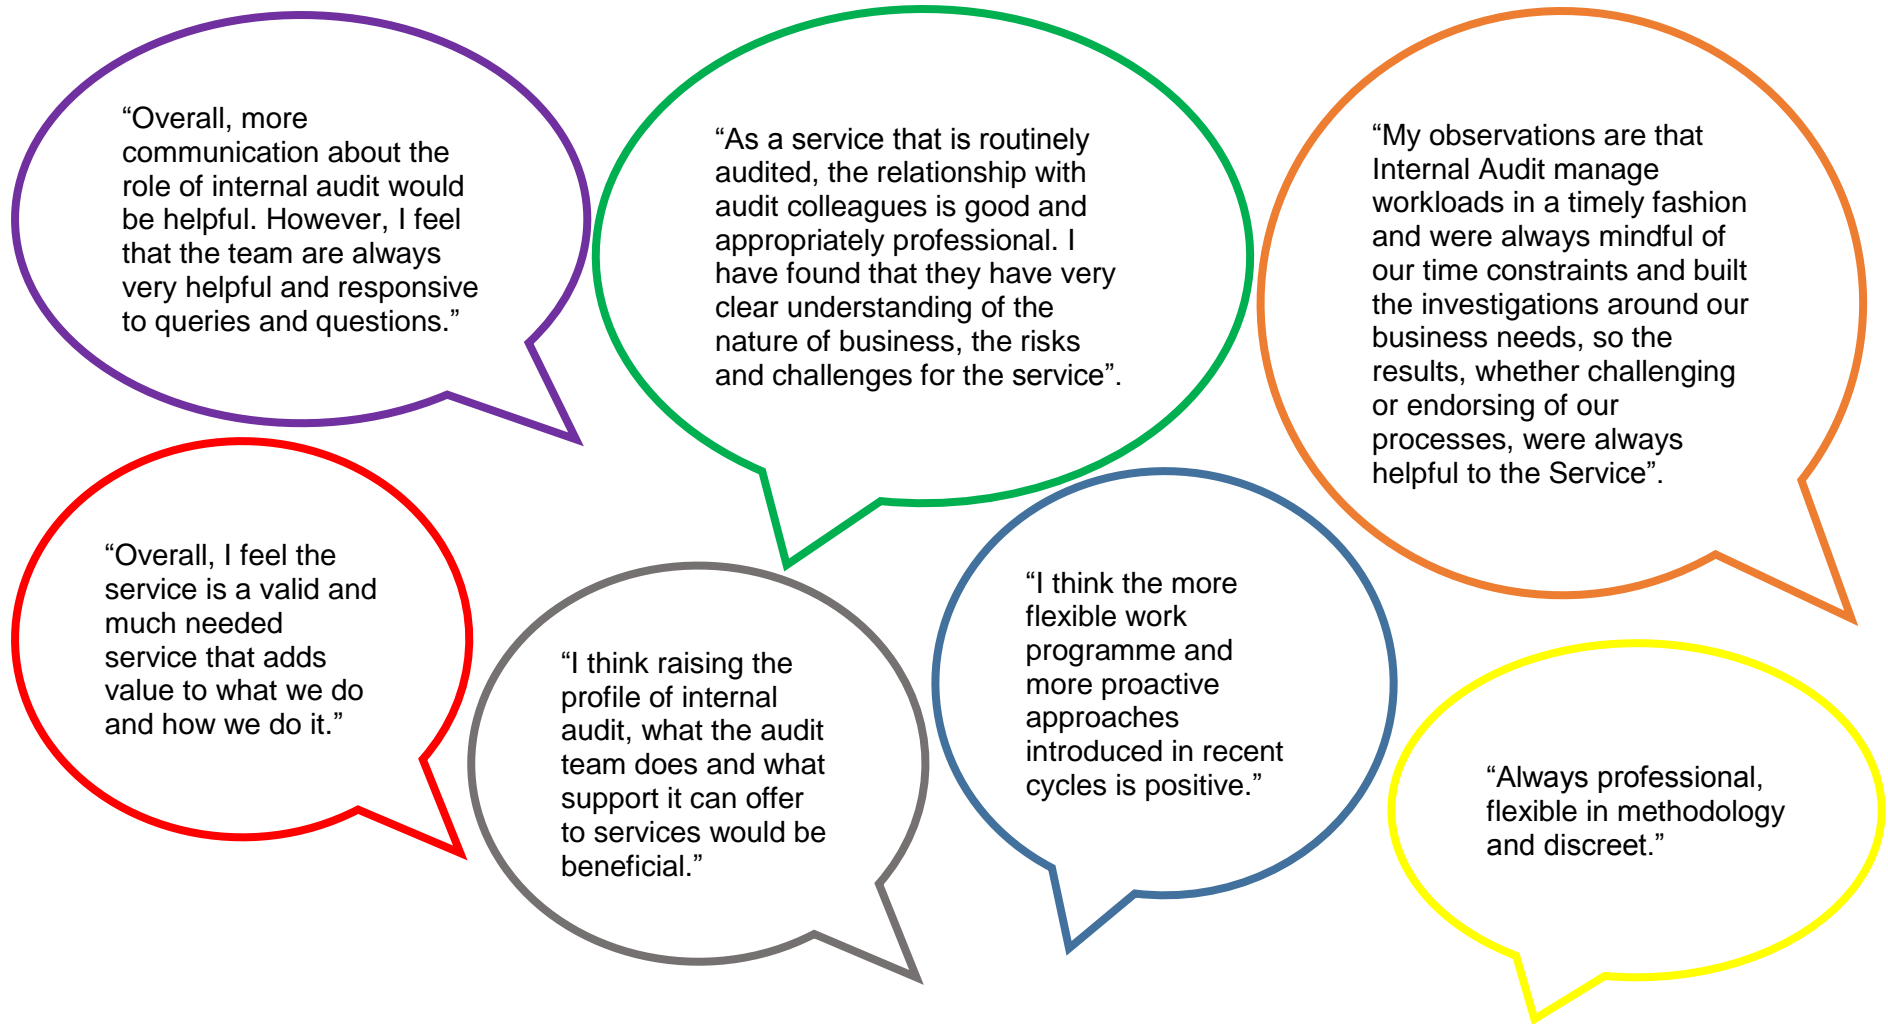 “Overall, more
communication about the
role of internal audit would
be helpful. However, I feel
that the team are always
very helpful and responsive
to queries and questions.”
“As a service that is routinely
audited, the relationship with
audit colleagues is good and
appropriately professional. I
have found that they have very
clear understanding of the
nature of business, the risks
and challenges for the service”.
“My observations are that
Internal Audit manage
workloads in a timely fashion
and were always mindful of
our time constraints and built
the investigations around our
business needs, so the
results, whether challenging
or endorsing of our
processes, were always
helpful to the Service”.
“Overall, I feel the
service is a valid and
much needed
service that adds
value to what we do
and how we do it.”
“I think raising the
profile of internal
audit, what the audit
team does and what
support it can offer
to services would be
beneficial.”
“I think the more
flexible work
programme and
more proactive
approaches
introduced in recent
cycles is positive.”
“Always professional,
flexible in methodology
and discreet.”